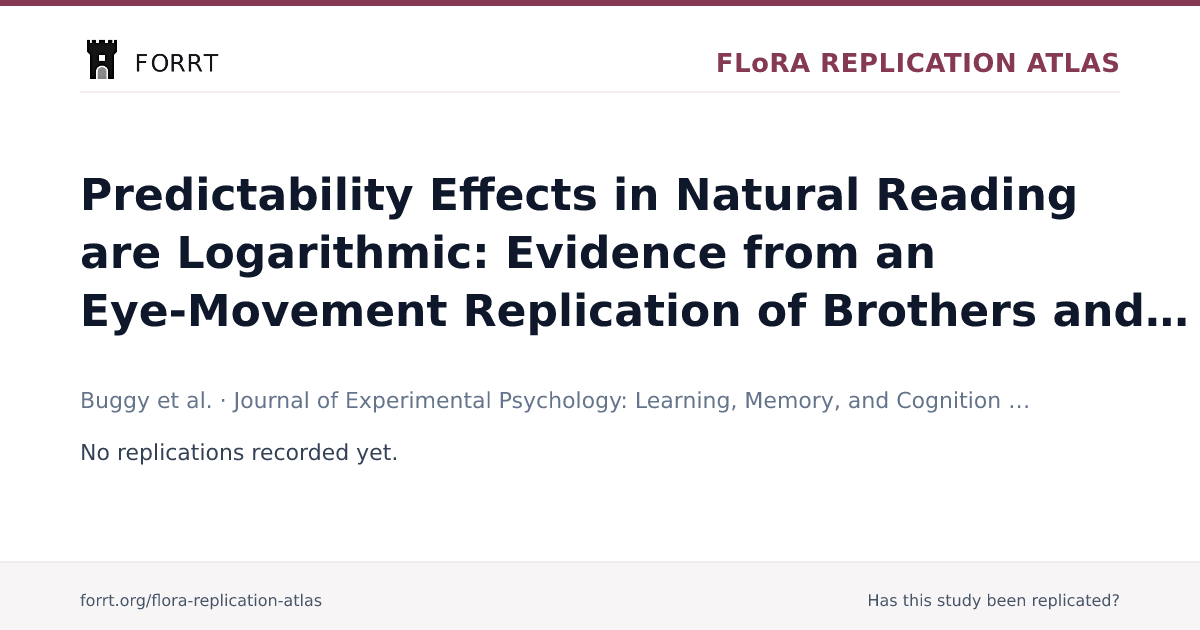 FORRT
FLoRA REPLICATION ATLAS
Predictability Effects in Natural Reading
are Logarithmic: Evidence from an
Eye-Movement Replication of Brothers and…
Buggy et al. · Journal of Experimental Psychology: Learning, Memory, and Cognition …
No replications recorded yet.
forrt.org/flora-replication-atlas
Has this study been replicated?